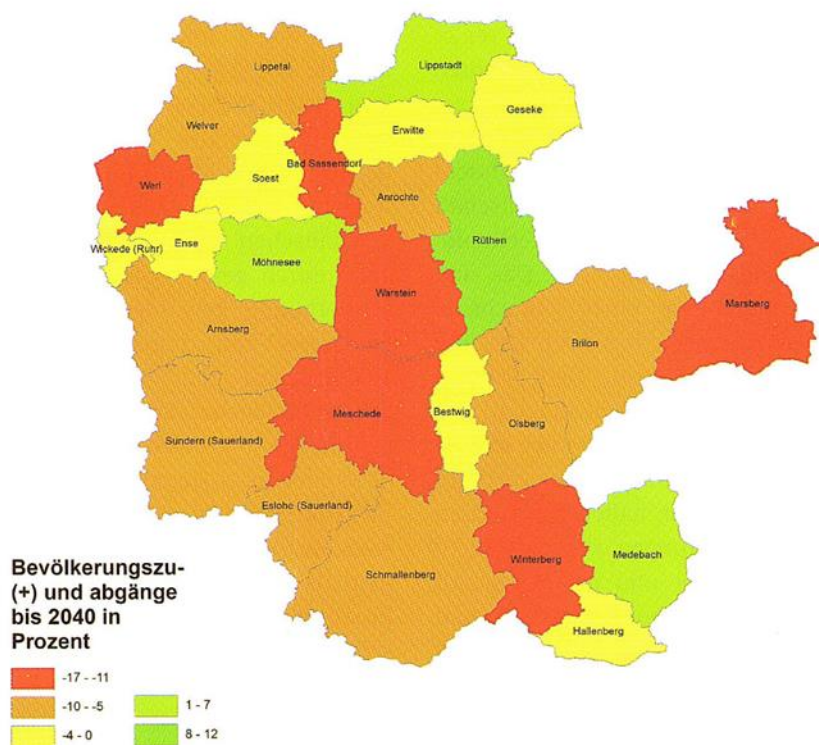 Lippetal
Lippstadt
Geseke
Welver
Erwitte
Soest
Bad Sassendorf
Werl
Anröchte
Wickede (Ruhr)
Ense
Möhnesee
Rüthen
Warstein
Marsberg
Arnsberg
Brilon
Meschede
Bestwig
Olsberg
Sundern (Sauerland)
Eslohe (Sauerland)
Schmallenberg
Winterberg
Medebach
Hallenberg
Bevölkerungszu-
(+) und abgänge
bis 2040 in
Prozent
-17 - -11
-10 - -5
-4 - 0
1 - 7
8 - 12